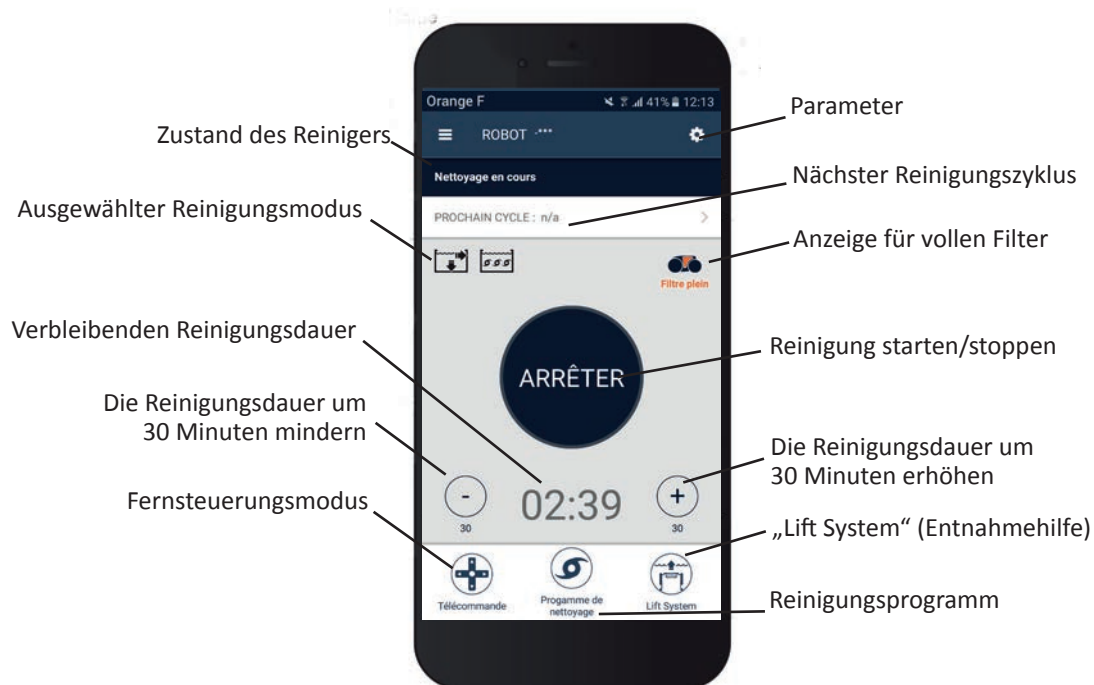 Orange F 41% 12:13
Parameter
ROBOT -***
Zustand des Reinigers
Nettoyage en cours
Nächster Reinigungszyklus
PROCHAIN CYCLE : n/a
Ausgewählter Reinigungsmodus
Anzeige für vollen Filter
Filtre plein
Verbleibenden Reinigungsdauer
Reinigung starten/stoppen
ARRÊTER
Die Reinigungsdauer um
30 Minuten mindern
Die Reinigungsdauer um
30 Minuten erhöhen
-
30
02:39
+
30
Fernsteuerungsmodus
„Lift System“ (Entnahmehilfe)
Télécommande
Progamme de
nettoyage
Lift System
Reinigungsprogramm